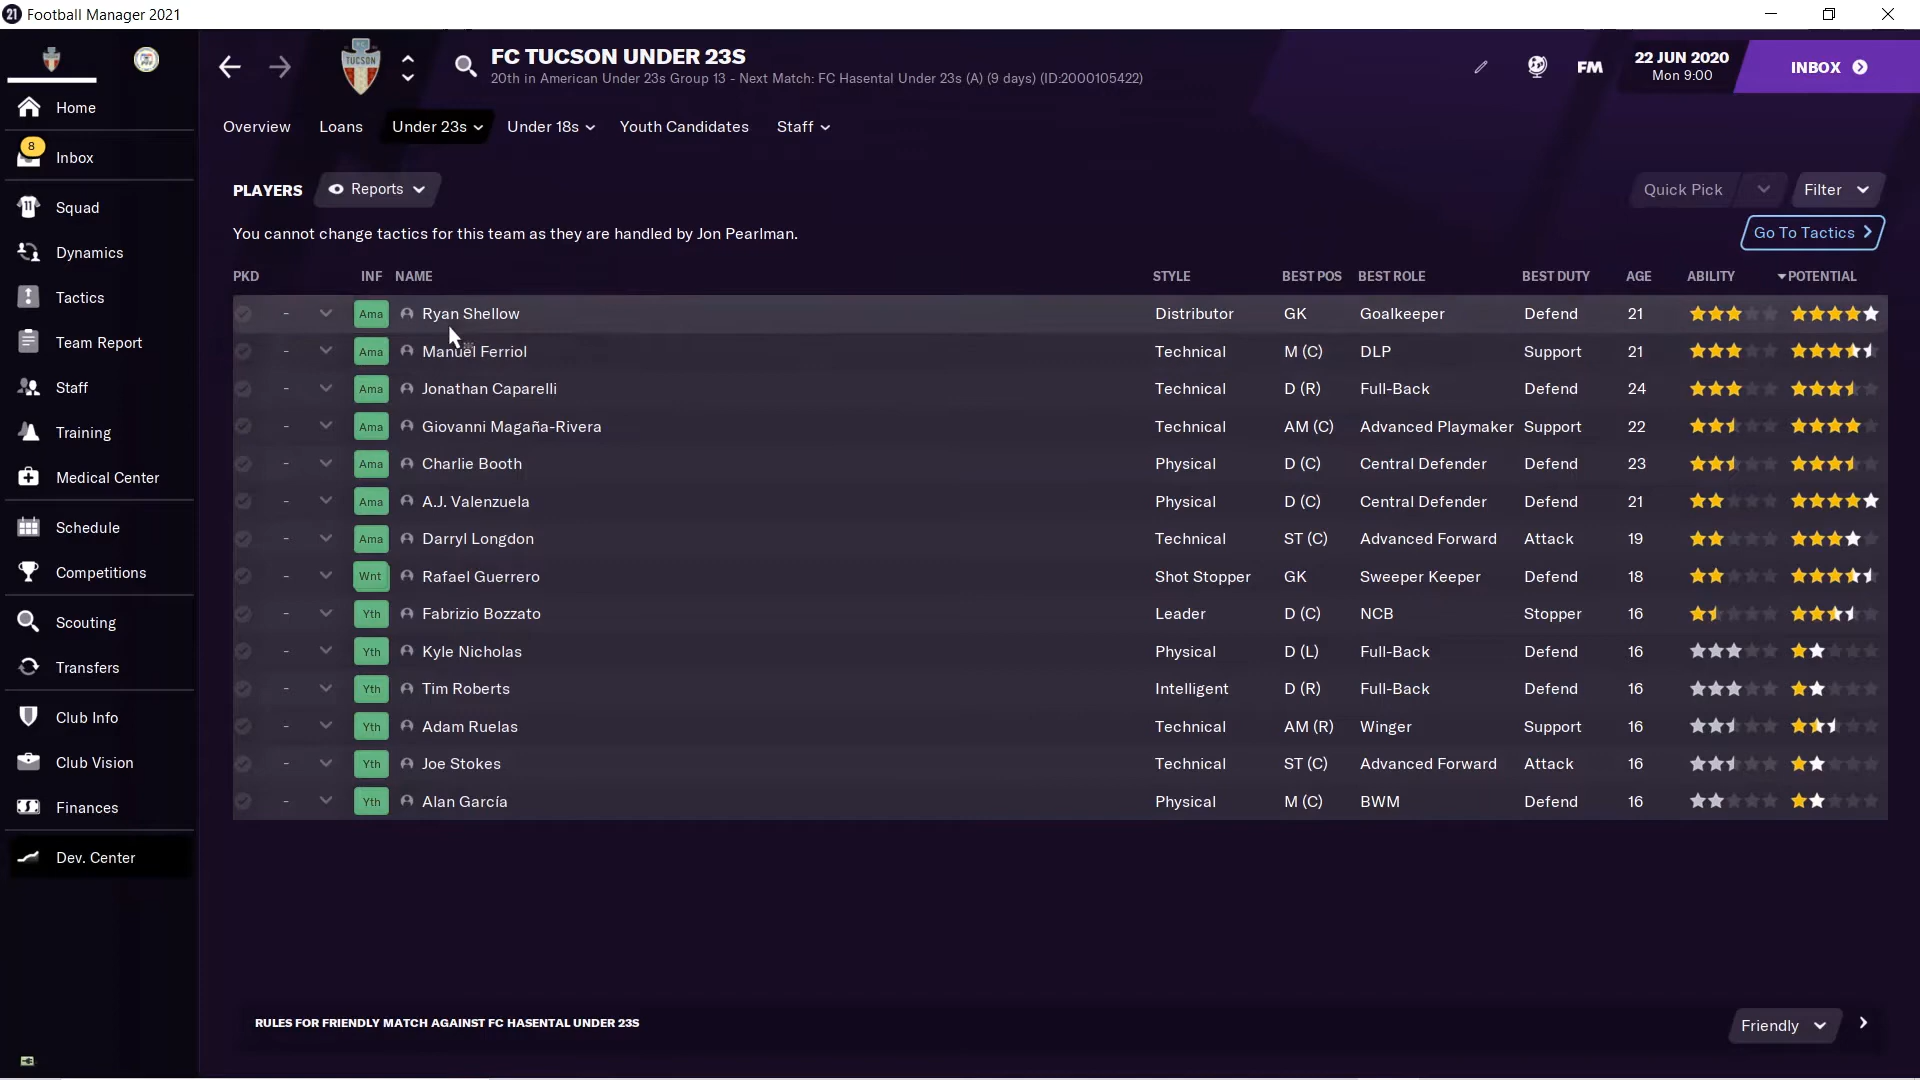 21 Football Manager 2021
TUCSON
FC TUCSON UNDER 23S
20th in American Under 23s Group 13 - Next Match: FC Hasental Under 23s (A) (9 days) (ID:2000105422)
FM
22 JUN 2020
Mon 9:00
INBOX
Home
8
Inbox
Squad
Dynamics
Tactics
Team Report
Staff
Training
Medical Center
Schedule
Competitions
Scouting
Transfers
Club Info
Club Vision
Finances
Dev. Center
Overview Loans Under 23s Under 18s Youth Candidates Staff
PLAYERS Reports Quick Pick Filter
You cannot change tactics for this team as they are handled by Jon Pearlman. Go To Tactics
PKD INF NAME STYLE BEST POS BEST ROLE BEST DUTY AGE ABILITY POTENTIAL
- Ama Ryan Shellow Distributor GK Goalkeeper Defend 21
- Ama Manuel Ferriol Technical M (C) DLP Support 21
- Ama Jonathan Caparelli Technical D (R) Full-Back Defend 24
- Ama Giovanni Magaña-Rivera Technical AM (C) Advanced Playmaker Support 22
- Ama Charlie Booth Physical D (C) Central Defender Defend 23
- Ama A.J. Valenzuela Physical D (C) Central Defender Defend 21
- Ama Darryl Longdon Technical ST (C) Advanced Forward Attack 19
- Wnt Rafael Guerrero Shot Stopper GK Sweeper Keeper Defend 18
- Yth Fabrizio Bozzato Leader D (C) NCB Stopper 16
- Yth Kyle Nicholas Physical D (L) Full-Back Defend 16
- Yth Tim Roberts Intelligent D (R) Full-Back Defend 16
- Yth Adam Ruelas Technical AM (R) Winger Support 16
- Yth Joe Stokes Technical ST (C) Advanced Forward Attack 16
- Yth Alan García Physical M (C) BWM Defend 16
RULES FOR FRIENDLY MATCH AGAINST FC HASENTAL UNDER 23S
Friendly